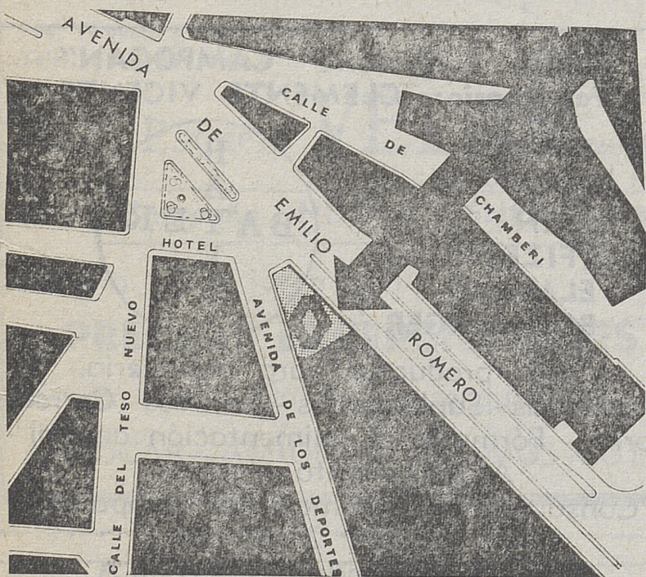 AVENIDA
DE
EMILIO
ROMERO
CALLE
DE
CHAMBERI
HOTEL
CALLE DEL TESO NUEVO
AVENIDA DE LOS DEPORTES